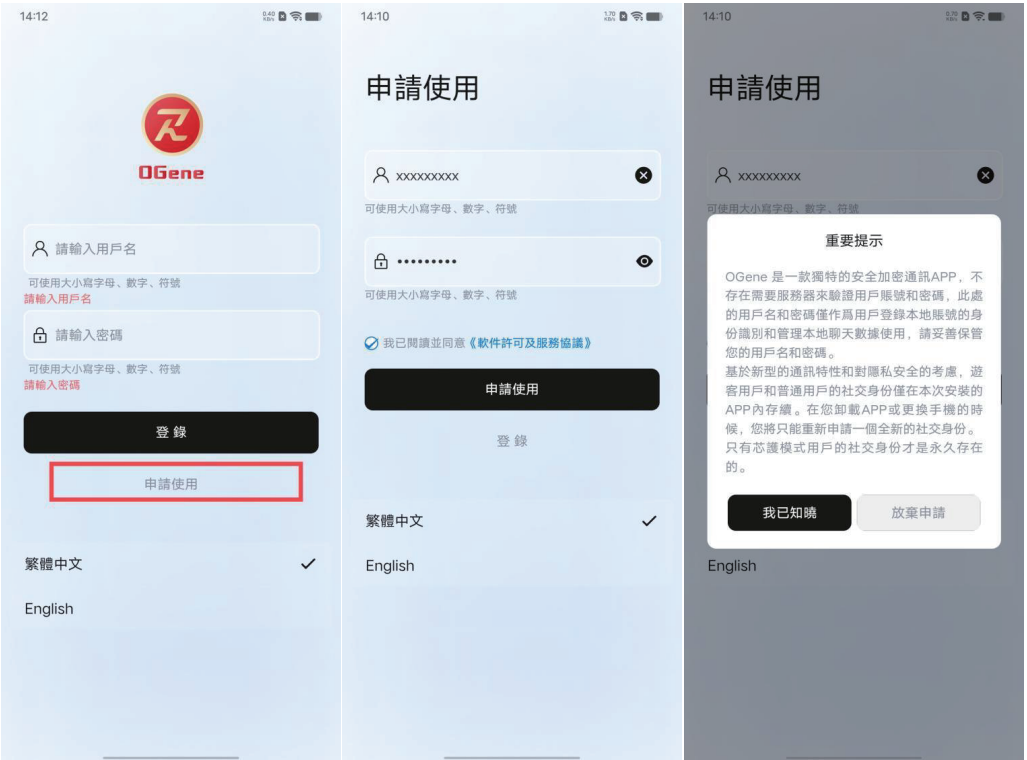 14:12
0.40 KB/s
OGene
請輸入用戶名
可使用大小寫字母、數字、符號
請輸入用戶名
請輸入密碼
可使用大小寫字母、數字、符號
請輸入密碼
登錄
申請使用
繁體中文
English
14:10
1.70 KB/s
申請使用
xxxxxxxxx
可使用大小寫字母、數字、符號
•••••••••
可使用大小寫字母、數字、符號
我已閱讀並同意《軟件許可及服務協議》
申請使用
登錄
繁體中文
English
14:10
0.70 KB/s
申請使用
xxxxxxxxx
可使用大小寫字母、數字、符號
重要提示
OGene 是一款獨特的安全加密通訊APP，不
存在需要服務器來驗證用戶賬號和密碼，此處
的用戶名和密碼僅作爲用戶登錄本地賬號的身
份識別和管理本地聊天數據使用，請妥善保管
您的用戶名和密碼。
基於新型的通訊特性和對隱私安全的考慮，遊
客用戶和普通用戶的社交身份僅在本次安裝的
APP內存續。在您卸載APP或更換手機的時
候，您將只能重新申請一個全新的社交身份。
只有芯護模式用戶的社交身份才是永久存在
的。
我已知曉
放棄申請
English